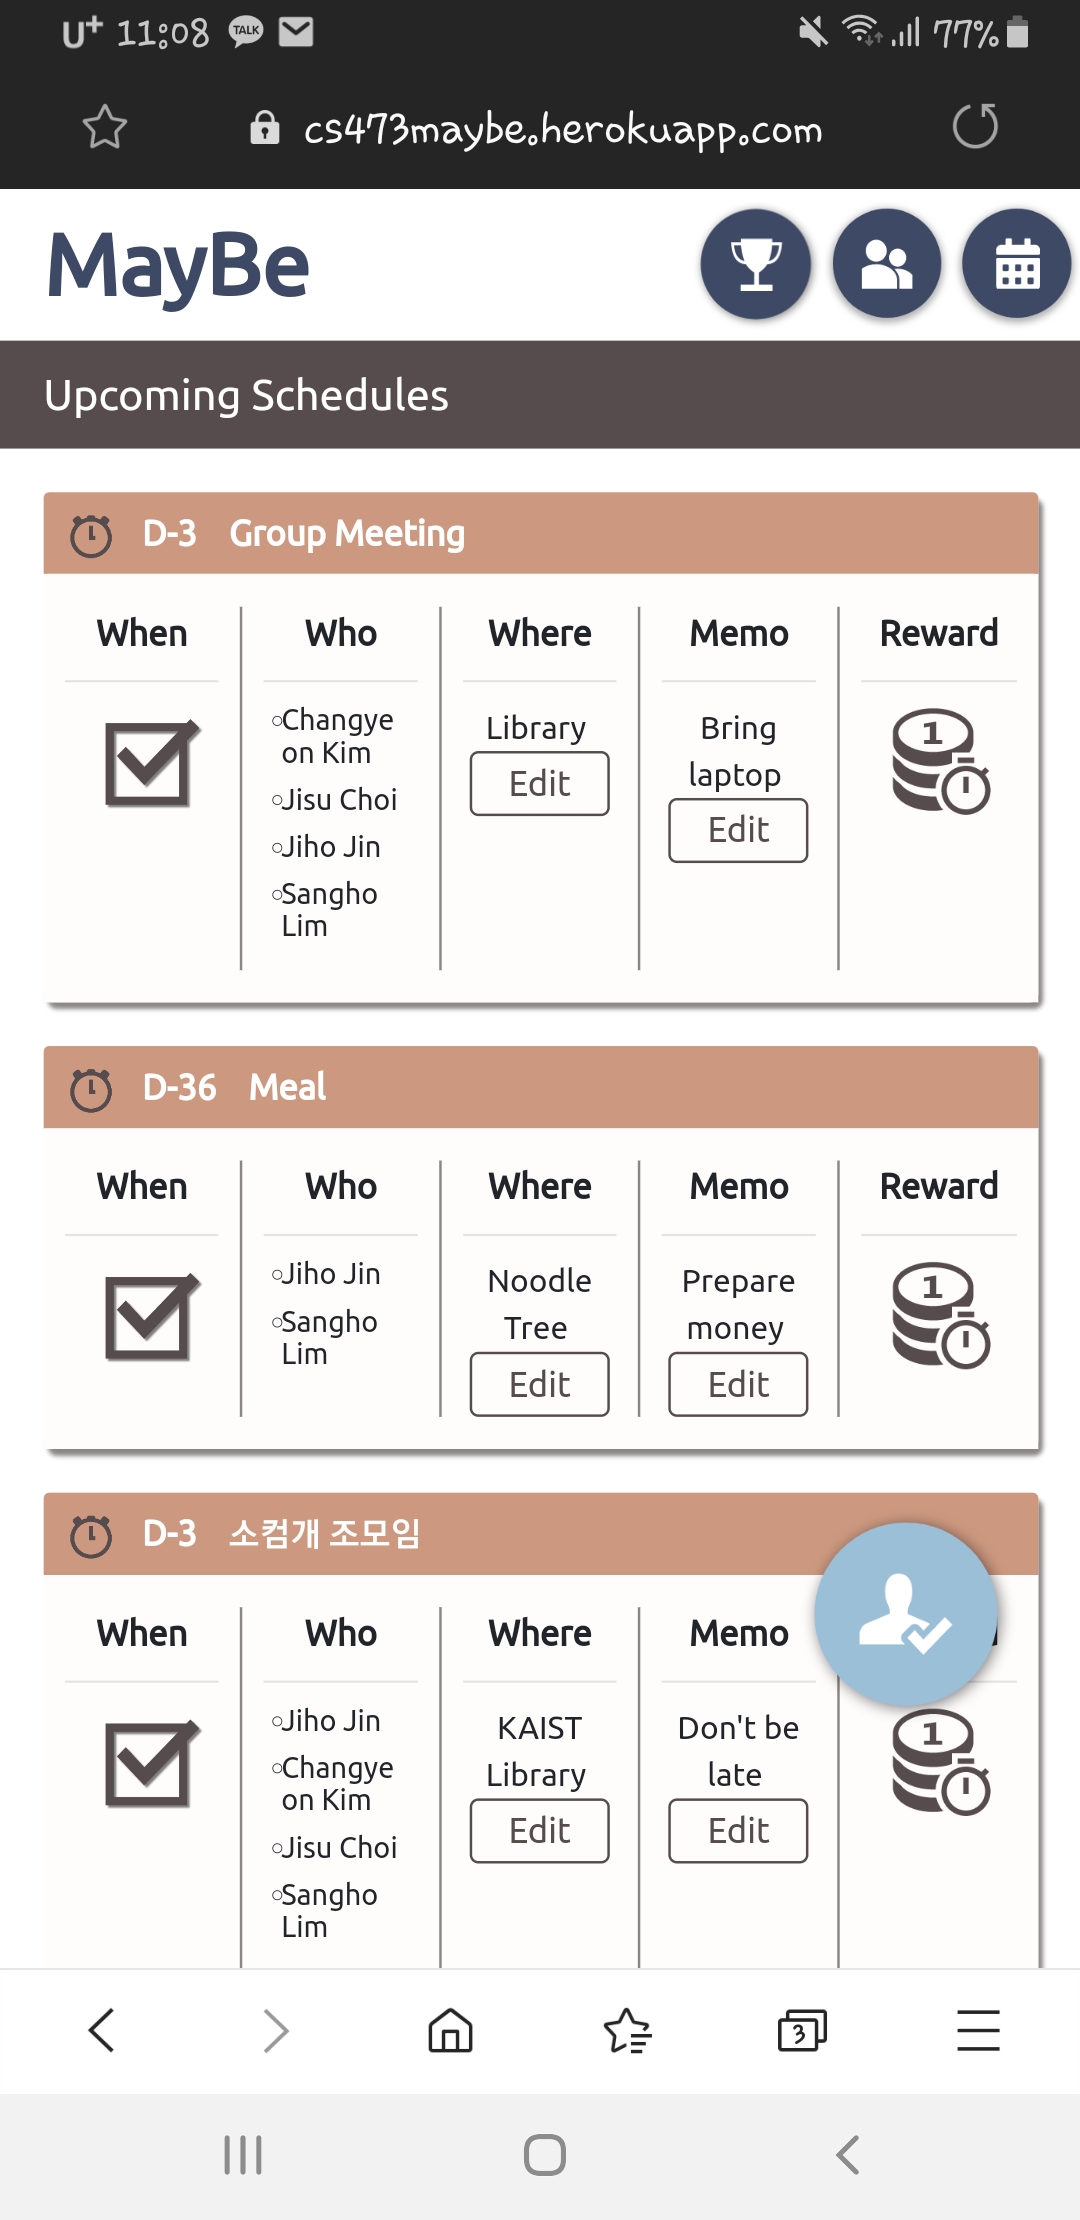 U+ 11:08 TALK 77%
cs473maybe.herokuapp.com
MayBe
Upcoming Schedules
D-3 Group Meeting
When Who Where Memo Reward
Changye
on Kim
Jisu Choi
Jiho Jin
Sangho
Lim
Library
Edit
Bring
laptop
Edit
1
D-36 Meal
When Who Where Memo Reward
Jiho Jin
Sangho
Lim
Noodle
Tree
Edit
Prepare
money
Edit
1
D-3 소컴개 조모임
When Who Where Memo
Jiho Jin
Changye
on Kim
Jisu Choi
Sangho
Lim
KAIST
Library
Edit
Don't be
late
Edit
1
3